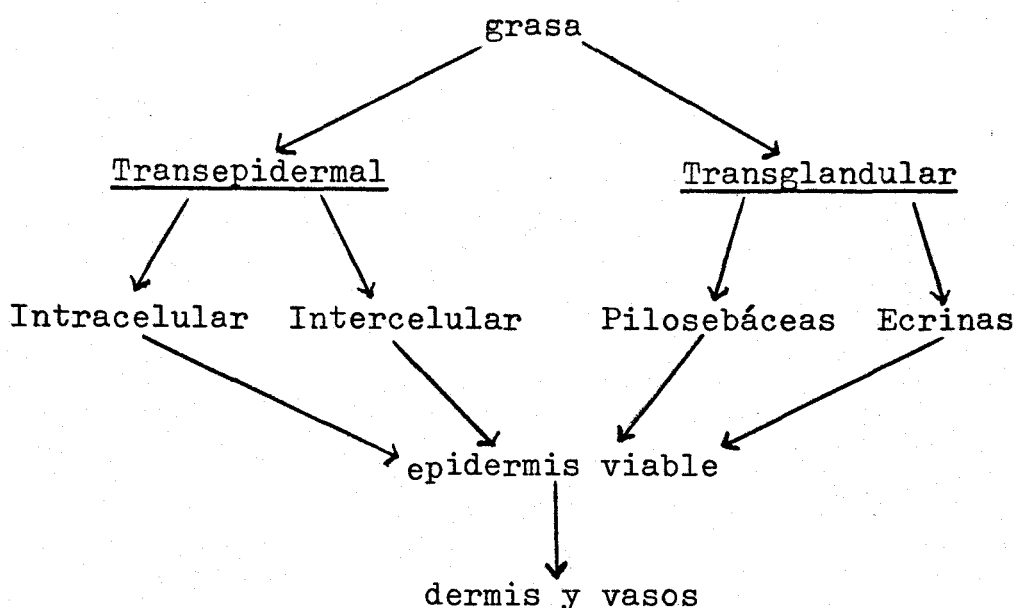 grasa
Transepidermal Transglandular
Intracelular Intercelular Pilosebáceas Ecrinas
epidermis viable
dermis y vasos